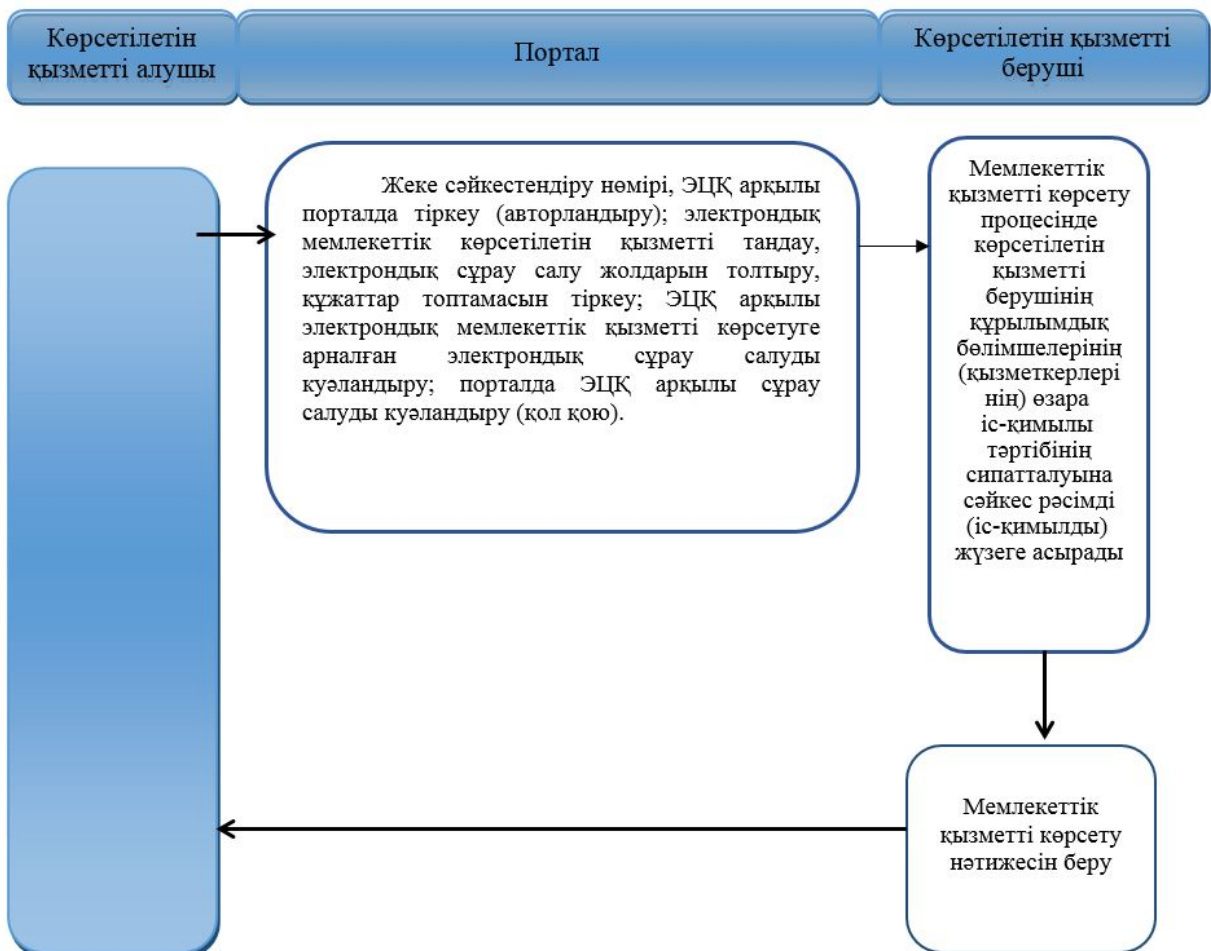 Көрсетілетін
қызметті алушы
Портал
Көрсетілетін қызметті
беруші
Жеке сәйкестендіру нөмірі, ЭЦҚ арқылы
порталда тіркеу (авторландыру); электрондық
мемлекеттік көрсетілетін қызметті таңдау,
электрондық сұрау салу жолдарын толтыру,
құжаттар топтамасын тіркеу; ЭЦҚ арқылы
электрондық мемлекеттік қызметті көрсетуге
арналған электрондық сұрау салуды
куәландыру; порталда ЭЦҚ арқылы сұрау
салуды куәландыру (қол қою).
Мемлекеттік
қызметті көрсету
процесінде
көрсетілетін
қызметті
берушінің
құрылымдық
бөлімшелерінің
(қызметкерлері
нің) өзара
іс-қимылы
тәртібінің
сипатталуына
сәйкес рәсімді
(іс-қимылды)
жүзеге асырады
Мемлекеттік
қызметті көрсету
нәтижесін беру